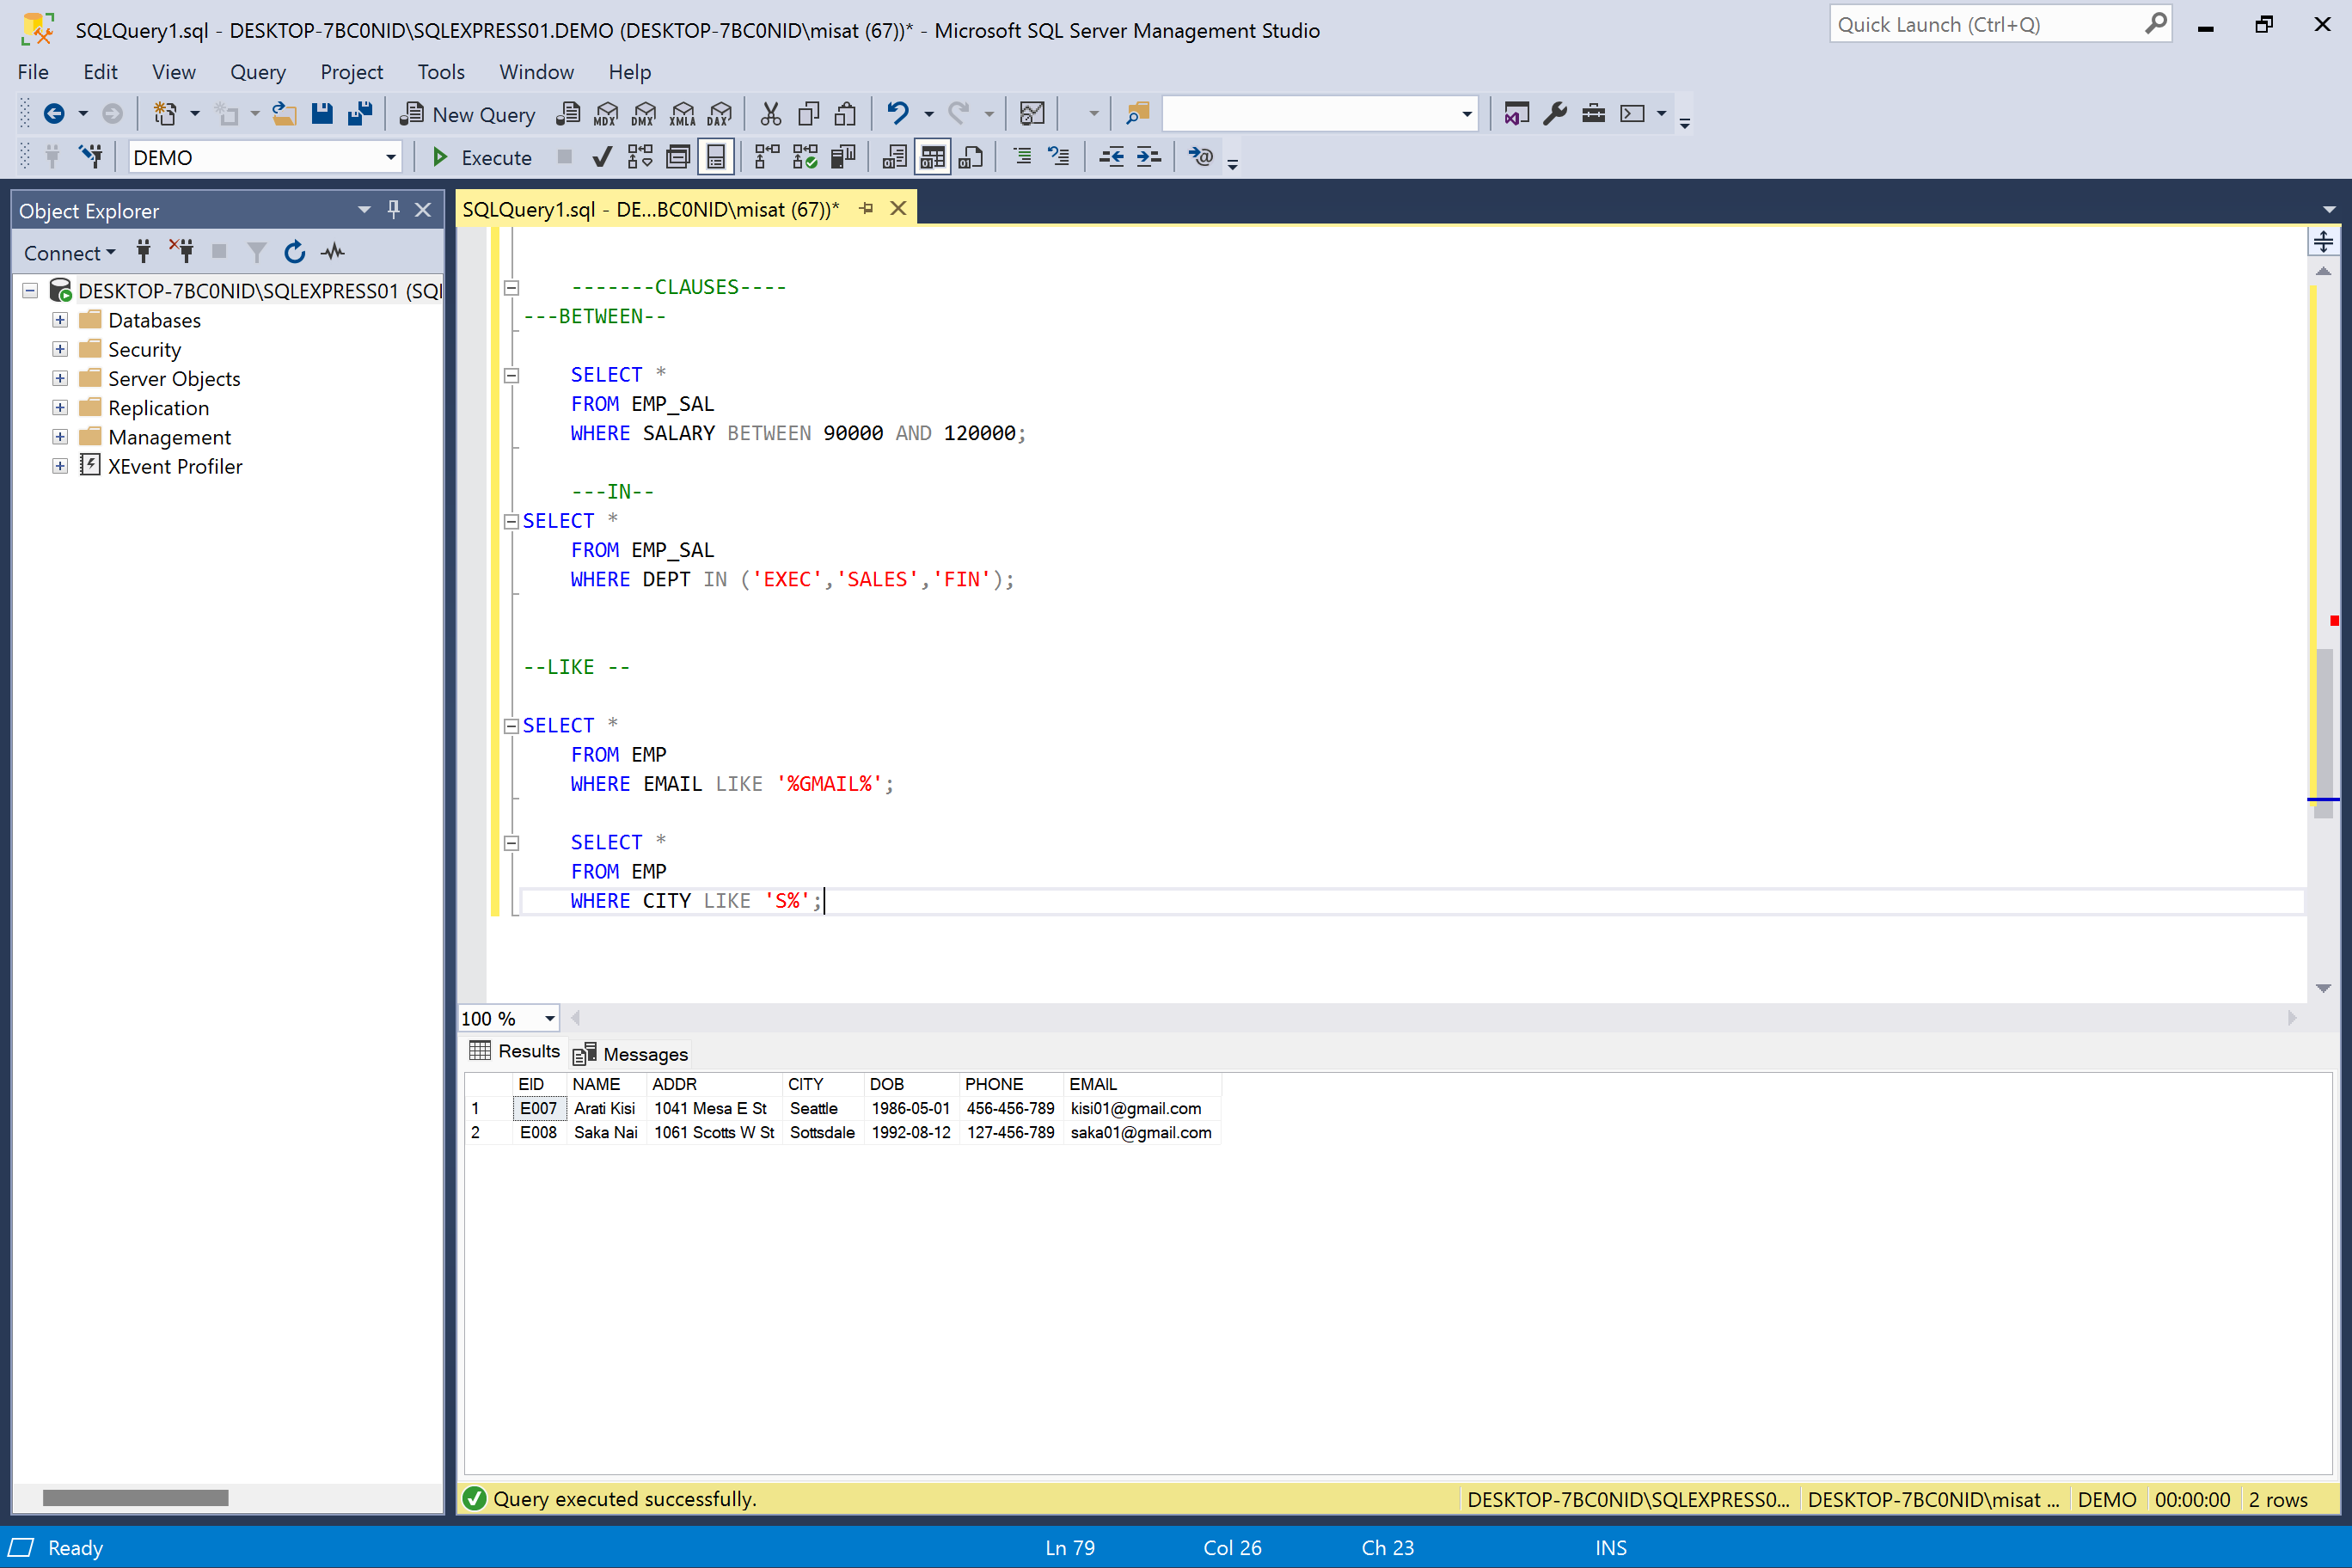 SQLQuery1.sql - DESKTOP-7BC0NID\SQLEXPRESS01.DEMO (DESKTOP-7BC0NID\misat (67))* - Microsoft SQL Server Management Studio
Quick Launch (Ctrl+Q)
File Edit View Query Project Tools Window Help
New Query MDX DMX XMLA DAX
DEMO Execute
Object Explorer
SQLQuery1.sql - DE...BC0NID\misat (67))*
Connect
DESKTOP-7BC0NID\SQLEXPRESS01 (SQL
Databases
Security
Server Objects
Replication
Management
XEvent Profiler
-------CLAUSES----
---BETWEEN--
SELECT *
FROM EMP_SAL
WHERE SALARY BETWEEN 90000 AND 120000;
---IN--
SELECT *
FROM EMP_SAL
WHERE DEPT IN ('EXEC','SALES','FIN');
--LIKE --
SELECT *
FROM EMP
WHERE EMAIL LIKE '%GMAIL%';
SELECT *
FROM EMP
WHERE CITY LIKE 'S%';
100 %
Results Messages
EID NAME ADDR CITY DOB PHONE EMAIL
1 E007 Arati Kisi 1041 Mesa E St Seattle 1986-05-01 456-456-789 kisi01@gmail.com
2 E008 Saka Nai 1061 Scotts W St Sottsdale 1992-08-12 127-456-789 saka01@gmail.com
Query executed successfully. DESKTOP-7BC0NID\SQLEXPRESS0... DESKTOP-7BC0NID\misat ... DEMO 00:00:00 2 rows
Ready Ln 79 Col 26 Ch 23 INS